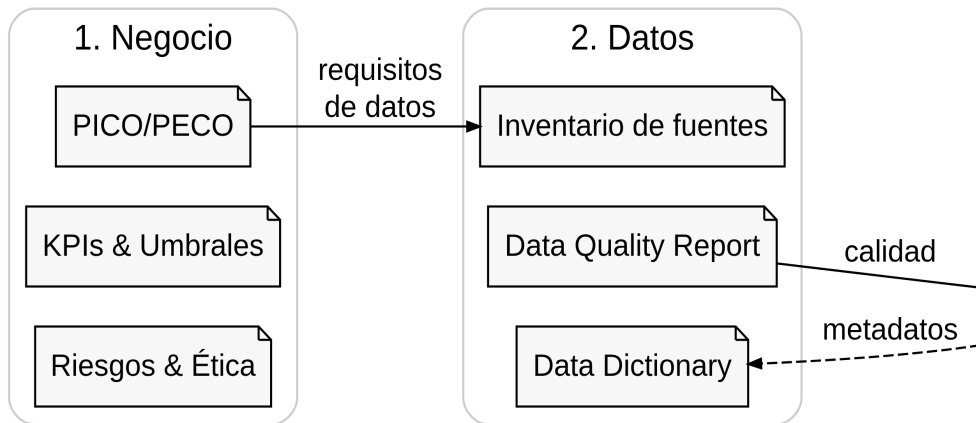 1. Negocio
PICO/PECO
KPIs & Umbrales
Riesgos & Ética
requisitos
de datos
2. Datos
Inventario de fuentes
Data Quality Report
Data Dictionary
calidad
metadatos